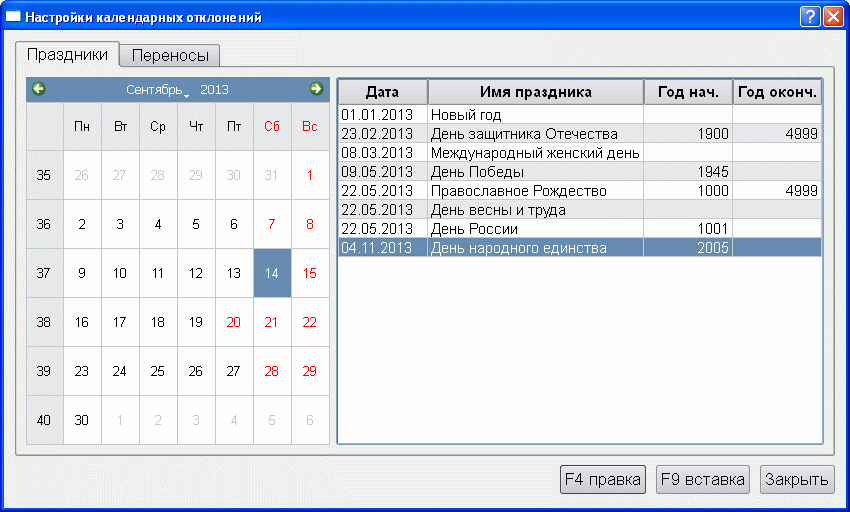 Настройки календарных отклонений
Праздники Переносы
Сентябрь 2013
Пн Вт Ср Чт Пт Сб Вс
35 26 27 28 29 30 31 1
36 2 3 4 5 6 7 8
37 9 10 11 12 13 14 15
38 16 17 18 19 20 21 22
39 23 24 25 26 27 28 29
40 30 1 2 3 4 5 6
Дата Имя праздника Год нач. Год оконч.
01.01.2013 Новый год
23.02.2013 День защитника Отечества 1900 4999
08.03.2013 Международный женский день
09.05.2013 День Победы 1945
22.05.2013 Православное Рождество 1000 4999
22.05.2013 День весны и труда
22.05.2013 День России 1001
04.11.2013 День народного единства 2005
F4 правка F9 вставка Закрыть